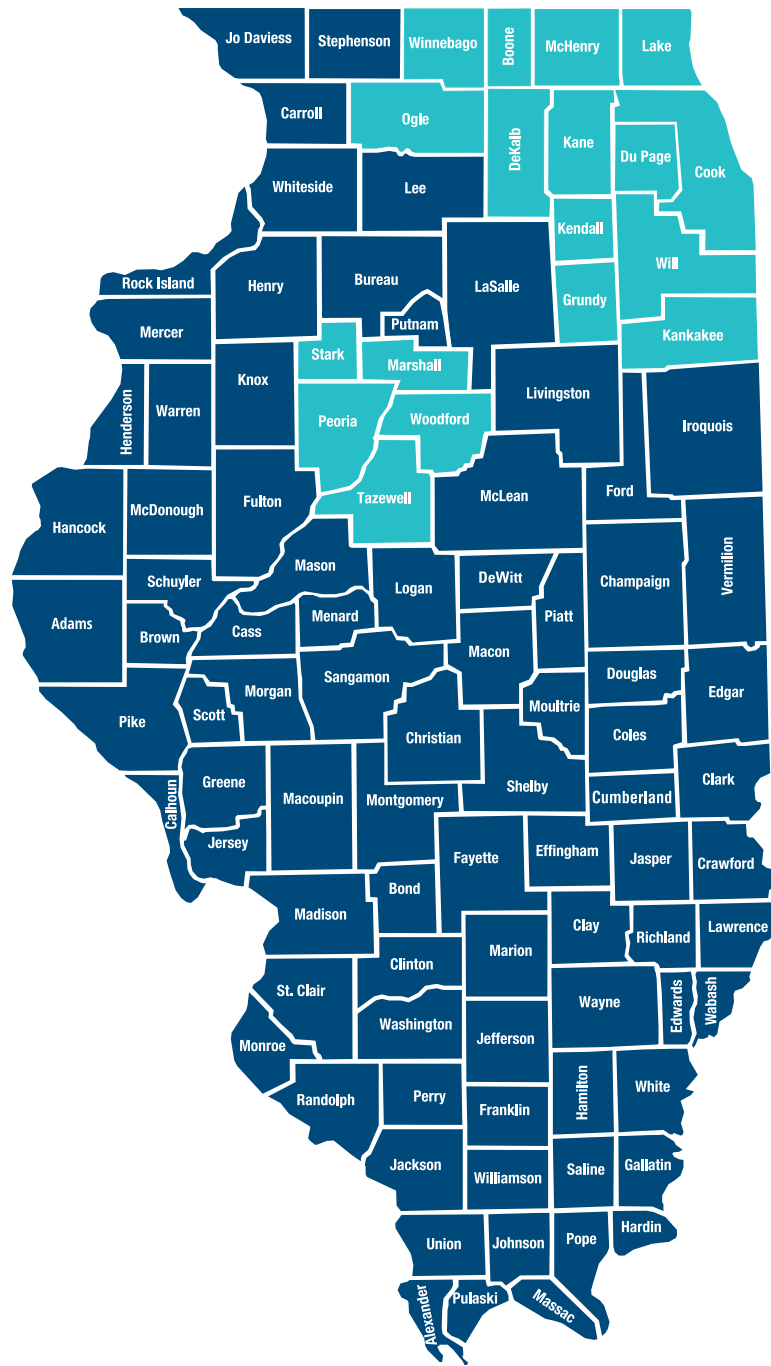 Jo Daviess
Stephenson
Winnebago
Boone
McHenry
Lake
Carroll
Ogle
DeKalb
Kane
Du Page
Cook
Whiteside
Lee
Kendall
Will
Rock Island
Henry
Bureau
LaSalle
Grundy
Mercer
Putnam
Kankakee
Stark
Marshall
Knox
Henderson
Warren
Peoria
Woodford
Livingston
Iroquois
Hancock
McDonough
Fulton
Tazewell
McLean
Ford
Mason
Schuyler
Logan
DeWitt
Champaign
Vermilion
Adams
Brown
Cass
Menard
Piatt
Macon
Pike
Scott
Morgan
Sangamon
Christian
Moultrie
Douglas
Edgar
Coles
Calhoun
Greene
Macoupin
Montgomery
Shelby
Cumberland
Clark
Jersey
Fayette
Effingham
Jasper
Crawford
Madison
Bond
Clay
Richland
Lawrence
Clinton
Marion
St. Clair
Wayne
Edwards
Wabash
Washington
Jefferson
Monroe
Randolph
Perry
Franklin
Hamilton
White
Jackson
Williamson
Saline
Gallatin
Union
Johnson
Pope
Hardin
Alexander
Pulaski
Massac